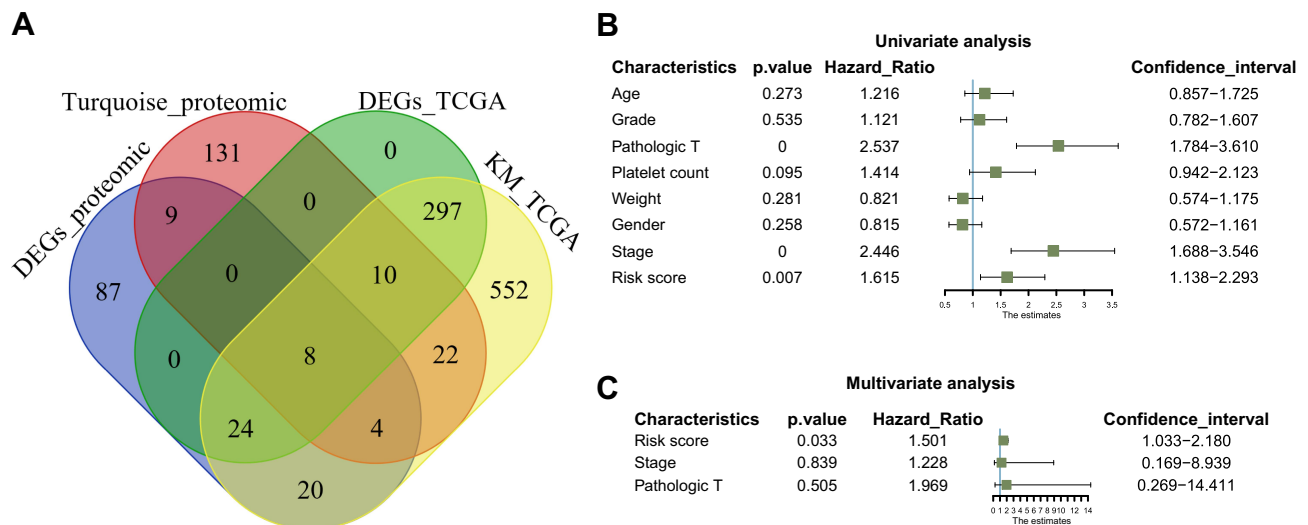 A
Turquoise_proteomic
DEGs_TCGA
DEGs_proteomic
KM_TCGA
131
0
9
0
297
87
0
10
552
0
8
22
24
4
20
B
Univariate analysis
Characteristics p.value Hazard_Ratio Confidence_interval
Age 0.273 1.216 0.857−1.725
Grade 0.535 1.121 0.782−1.607
Pathologic T 0 2.537 1.784−3.610
Platelet count 0.095 1.414 0.942−2.123
Weight 0.281 0.821 0.574−1.175
Gender 0.258 0.815 0.572−1.161
Stage 0 2.446 1.688−3.546
Risk score 0.007 1.615 1.138−2.293
0.5 1 1.5 2 2.5 3 3.5
The estimates
C
Multivariate analysis
Characteristics p.value Hazard_Ratio Confidence_interval
Risk score 0.033 1.501 1.033−2.180
Stage 0.839 1.228 0.169−8.939
Pathologic T 0.505 1.969 0.269−14.411
0 1 2 3 4 5 6 7 8 9 10 12 14
The estimates